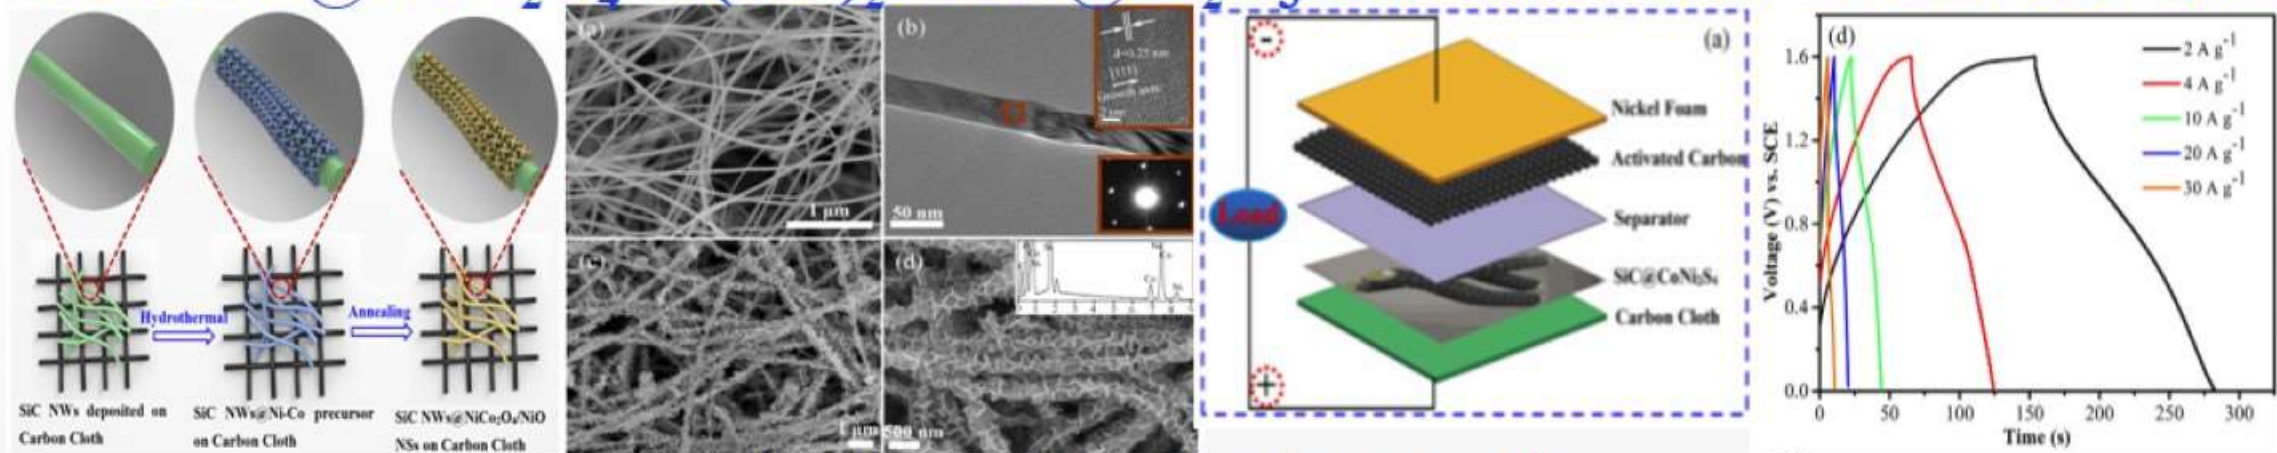 Hydrothermal
Annealing
SiC NWs deposited on
Carbon Cloth
SiC NWs@Ni-Co precursor
on Carbon Cloth
SiC NWs@NiCo₂O₄/NiO
NSs on Carbon Cloth
(a)
1 μm
(b)
d=0.25 nm
[111]
Growth axis
50 nm
(c)
1 μm
(d)
500 nm
(a)
-
Load
+
Nickel Foam
Activated Carbon
Separator
SiC@CoNi₂S₄
Carbon Cloth
(d)
2 A g⁻¹
4 A g⁻¹
10 A g⁻¹
20 A g⁻¹
30 A g⁻¹
Voltage (V) vs. SCE
1.6
1.2
0.8
0.4
0.0
0 50 100 150 200 250 300
Time (s)